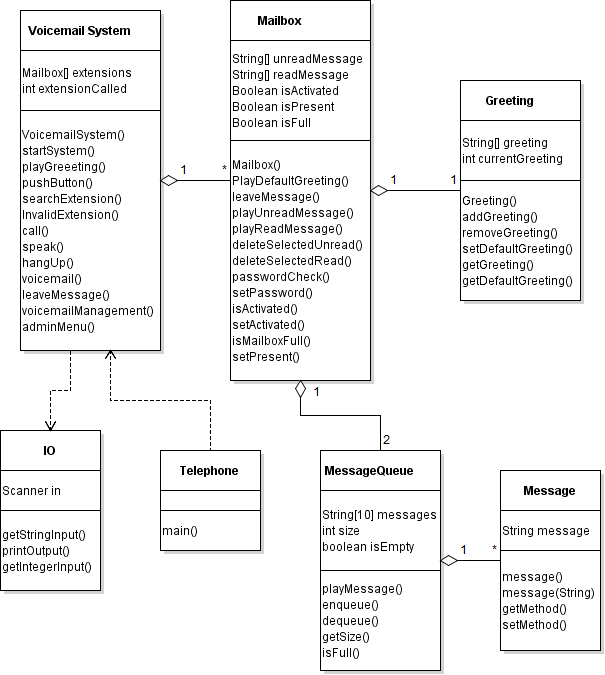 Voicemail System
Mailbox[] extensions
int extensionCalled
VoicemailSystem()
startSystem()
playGreeeting()
pushButton()
searchExtension()
InvalidExtension()
call()
speak()
hangUp()
voicemail()
leaveMessage()
voicemailManagement()
adminMenu()
1
*
Mailbox
String[] unreadMessage
String[] readMessage
Boolean isActivated
Boolean isPresent
Boolean isFull
Mailbox()
PlayDefaultGreeting()
leaveMessage()
playUnreadMessage()
playReadMessage()
deleteSelectedUnread()
deleteSelectedRead()
passwordCheck()
setPassword()
isActivated()
setActivated()
isMailboxFull()
setPresent()
1
1
Greeting
String[] greeting
int currentGreeting
Greeting()
addGreeting()
removeGreeting()
setDefaultGreeting()
getGreeting()
getDefaultGreeting()
1
2
IO
Scanner in
getStringInput()
printOutput()
getIntegerInput()
Telephone
main()
MessageQueue
String[10] messages
int size
boolean isEmpty
playMessage()
enqueue()
dequeue()
getSize()
isFull()
1
*
Message
String message
message()
message(String)
getMethod()
setMethod()